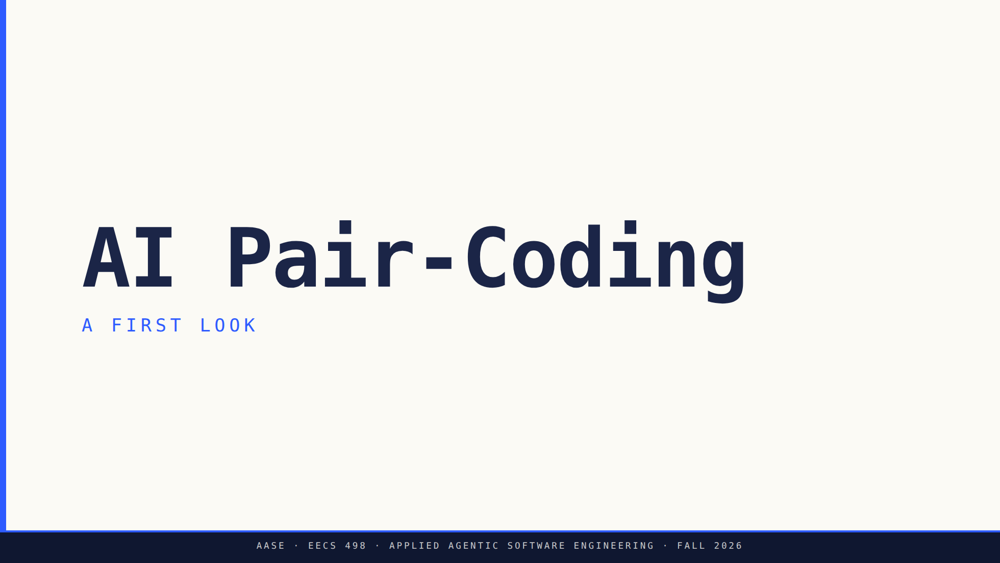 AI Pair-Coding
A FIRST LOOK
AASE · EECS 498 · APPLIED AGENTIC SOFTWARE ENGINEERING · FALL 2026